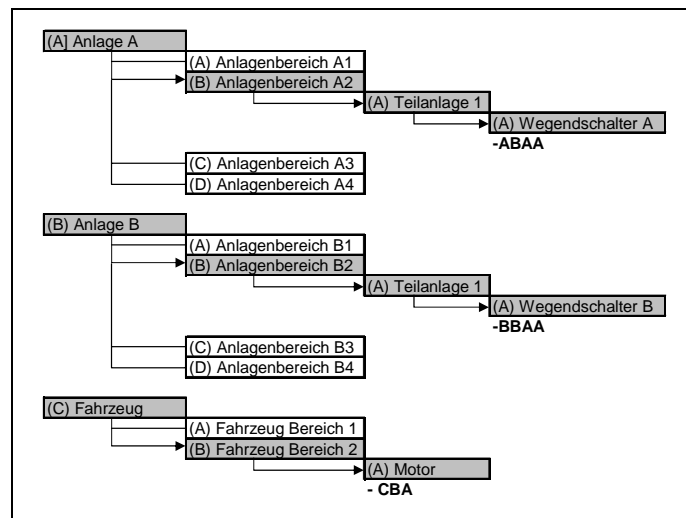 (A] Anlage A
(A) Anlagenbereich A1
(B) Anlagenbereich A2
(A) Teilanlage 1
(A) Wegendschalter A
-ABAA
(C) Anlagenbereich A3
(D) Anlagenbereich A4
(B) Anlage B
(A) Anlagenbereich B1
(B) Anlagenbereich B2
(A) Teilanlage 1
(A) Wegendschalter B
-BBAA
(C) Anlagenbereich B3
(D) Anlagenbereich B4
(C) Fahrzeug
(A) Fahrzeug Bereich 1
(B) Fahrzeug Bereich 2
(A) Motor
- CBA